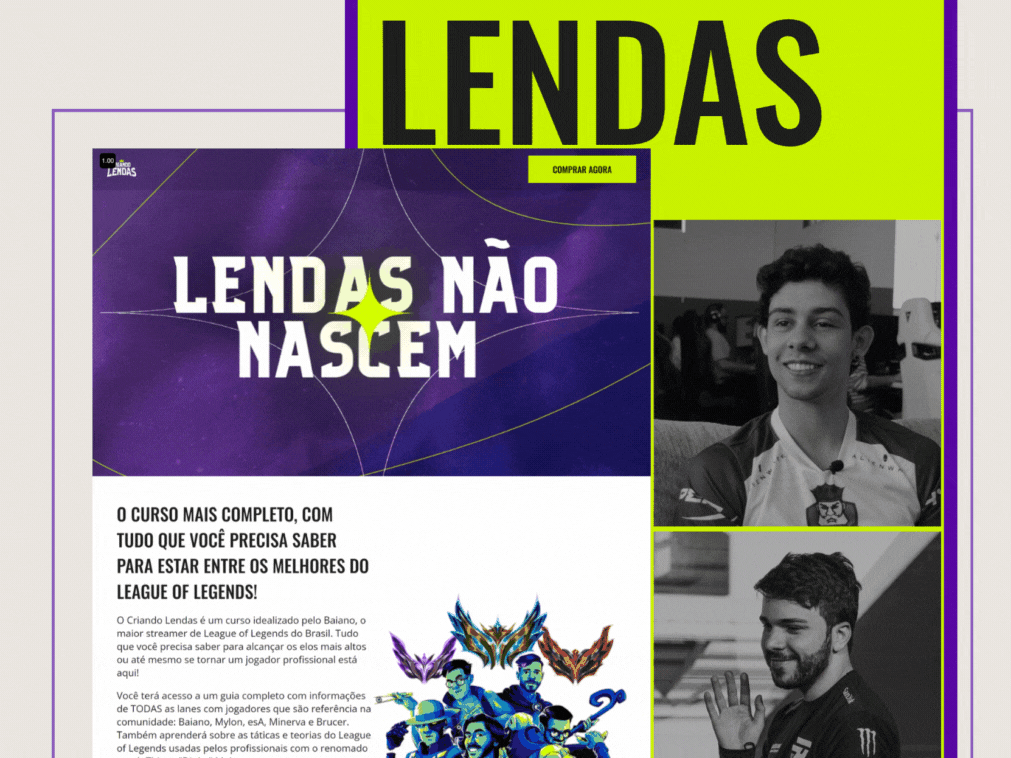 LENDAS
1.00
LENDAS
COMPRAR AGORA
LENDAS NÃO
NASCEM
O CURSO MAIS COMPLETO, COM
TUDO QUE VOCÊ PRECISA SABER
PARA ESTAR ENTRE OS MELHORES DO
LEAGUE OF LEGENDS!
O Criando Lendas é um curso idealizado pelo Baiano, o
maior streamer de League of Legends do Brasil. Tudo
que você precisa saber para alcançar os elos mais altos
ou até mesmo se tornar um jogador profissional está
aqui!
Você terá acesso a um guia completo com informações
de TODAS as lanes com jogadores que são referência na
comunidade: Baiano, Mylon, esA, Minerva e Brucer.
Também aprenderá sobre as táticas e teorias do League
of Legends usadas pelos profissionais com o renomado